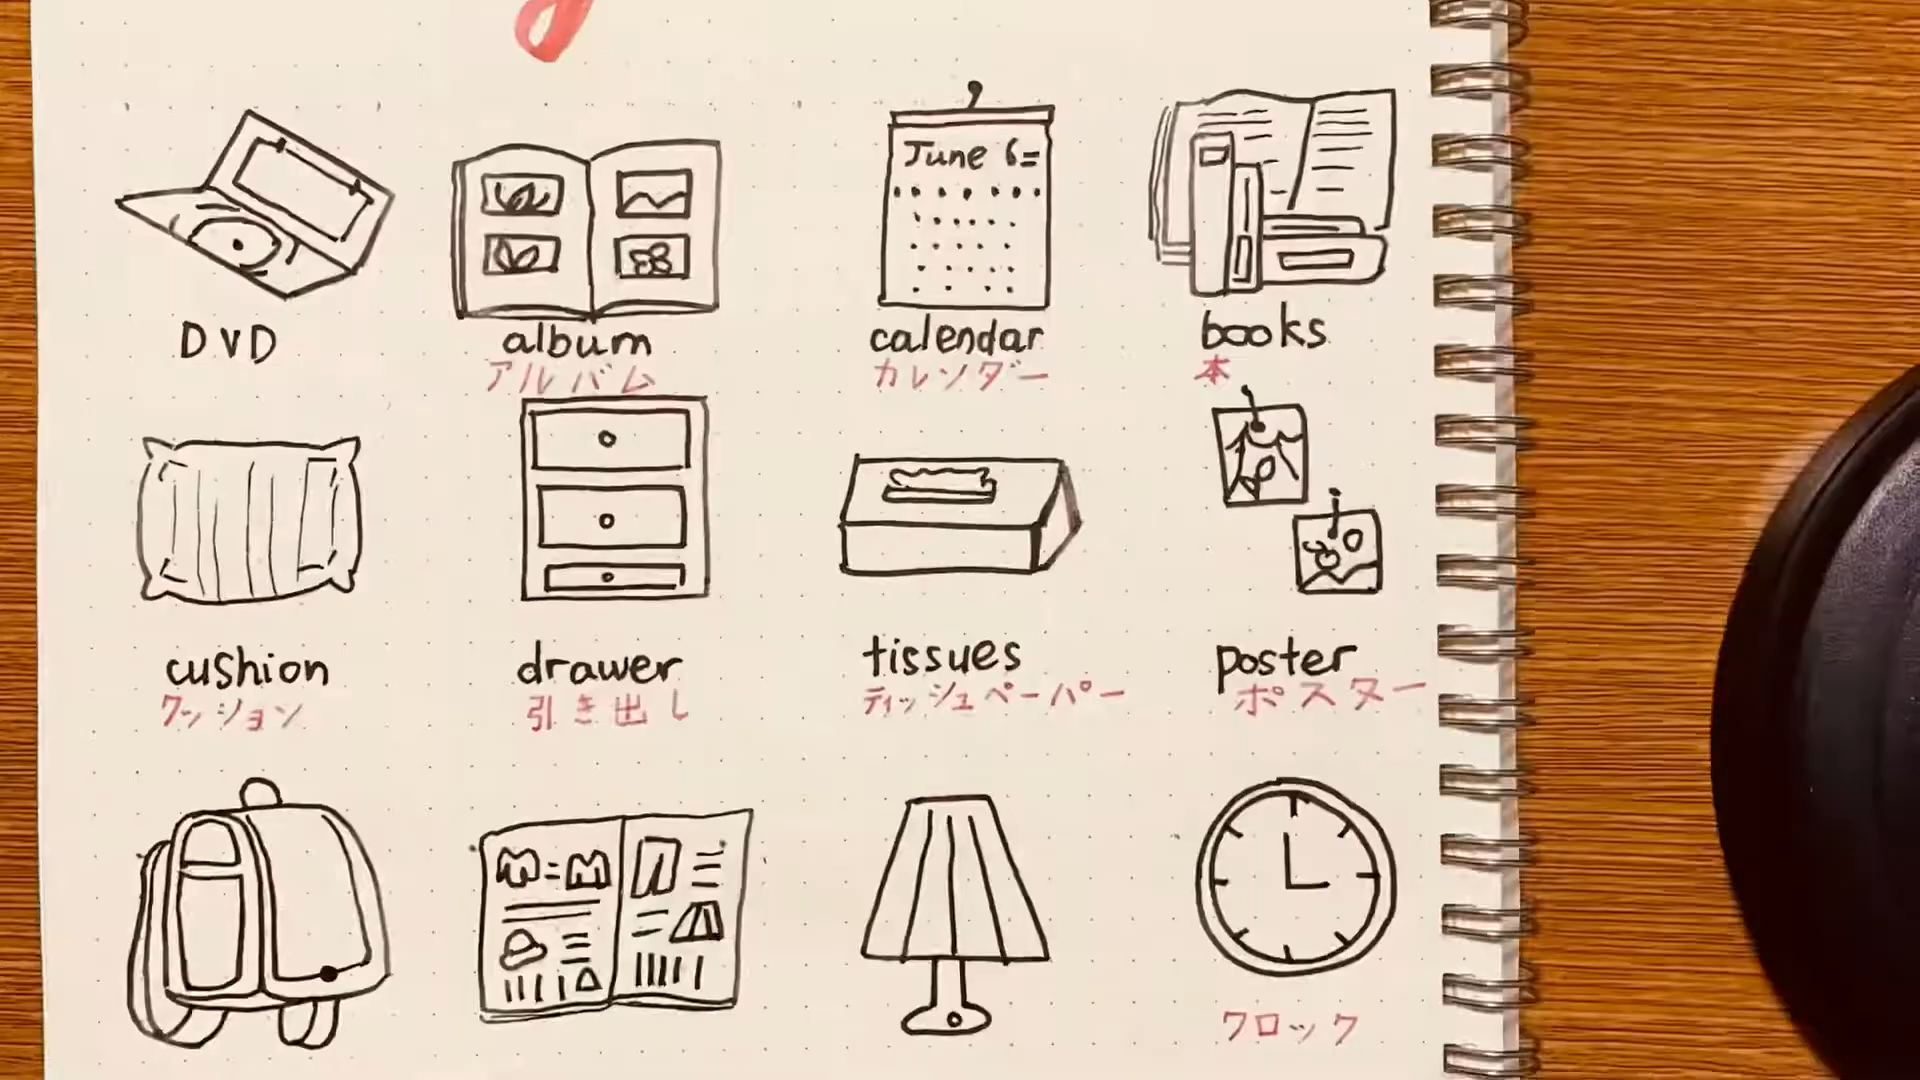 June 6=
DVD
album
アルバム
calendar
カレンダー
books
本
cushion
クッション
drawer
引き出し
tissues
ティッシュペーパー
poster
ポスター
クロック